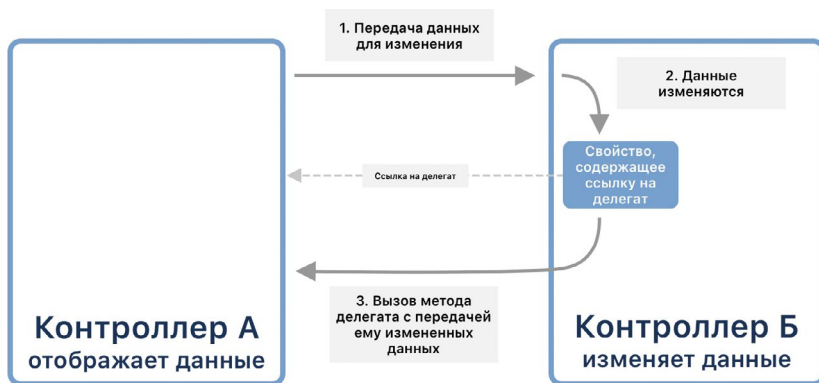 1. Передача данных
для изменения
2. Данные
изменяются
Свойство,
содержащее
ссылку на
делегат
Ссылка на делегат
3. Вызов метода
делегата с передачей
ему измененных
данных
Контроллер А
отображает данные
Контроллер Б
изменяет данные